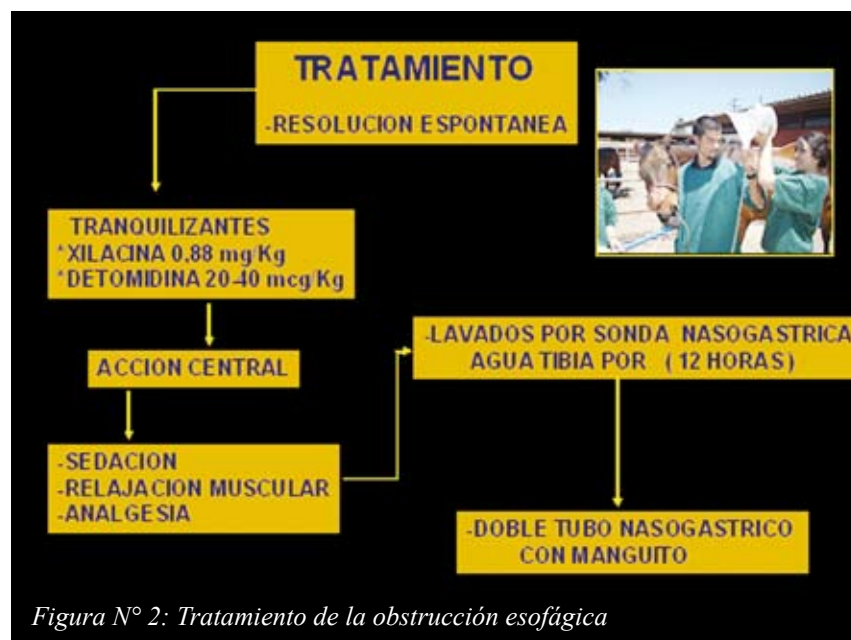 TRATAMIENTO
-RESOLUCION ESPONTANEA
TRANQUILIZANTES
*XILACINA 0,88 mg/Kg
*DETOMIDINA 20-40 mcg/Kg
ACCION CENTRAL
-SEDACION
-RELAJACION MUSCULAR
-ANALGESIA
-LAVADOS POR SONDA NASOGASTRICA
AGUA TIBIA POR ( 12 HORAS)
-DOBLE TUBO NASOGASTRICO
CON MANGUITO
Figura N° 2: Tratamiento de la obstrucción esofágica